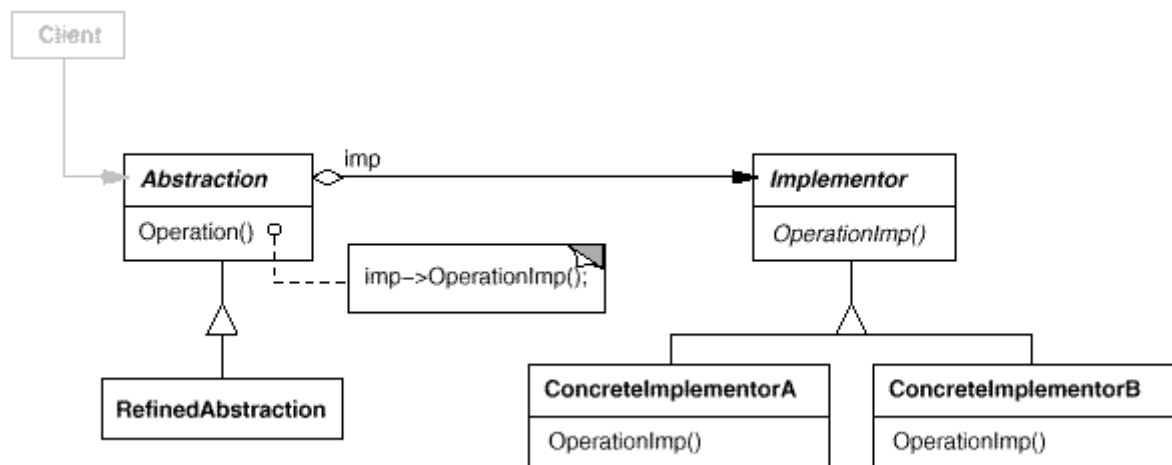 Client
imp
Abstraction
Implementor
Operation()
OperationImp()
imp->OperationImp();
RefinedAbstraction
ConcreteImplementorA
ConcreteImplementorB
OperationImp()
OperationImp()